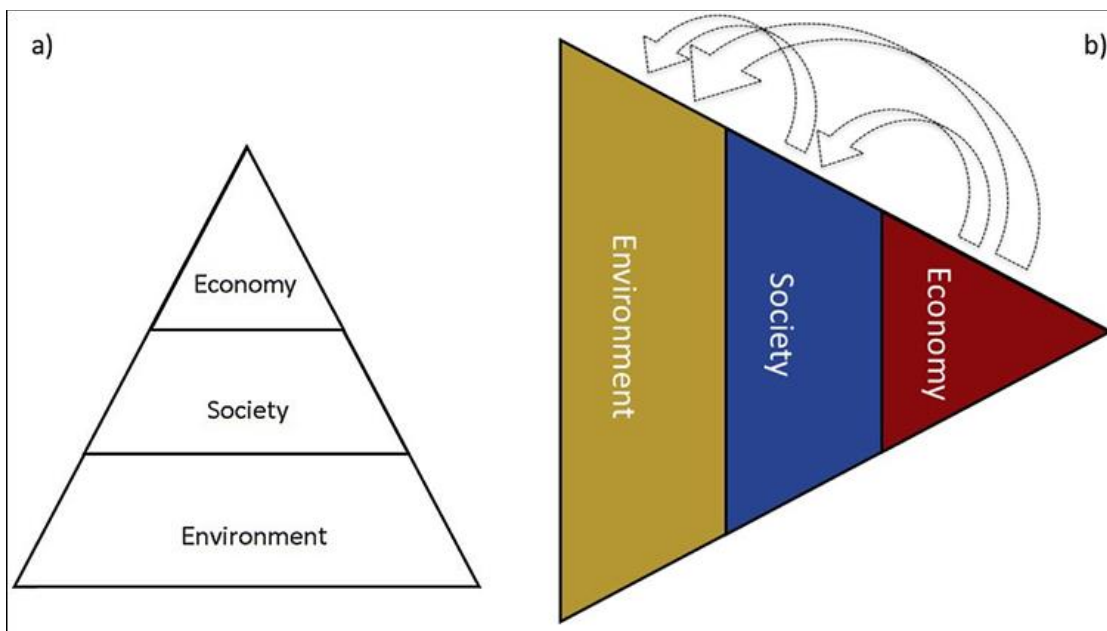 a)
Economy
Society
Environment
b)
Environment
Society
Economy